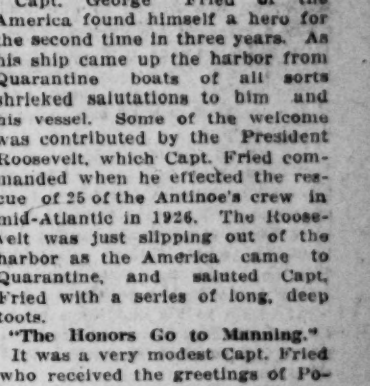 Capt. George Fried of the
America found himself a hero for
the second time in three years. As
his ship came up the harbor from
Quarantine boats of all sorts
shrieked salutations to him and
his vessel. Some of the welcome
was contributed by the President
Roosevelt, which Capt. Fried com-
manded when he effected the res-
cue of 25 of the Antinoe's crew in
mid-Atlantic in 1926. The Roose-
velt was just slipping out of the
harbor as the America came to
Quarantine, and saluted Capt.
Fried with a series of long, deep
toots.
"The Honors Go to Manning."
It was a very modest Capt. Fried
who received the greetings of Po-